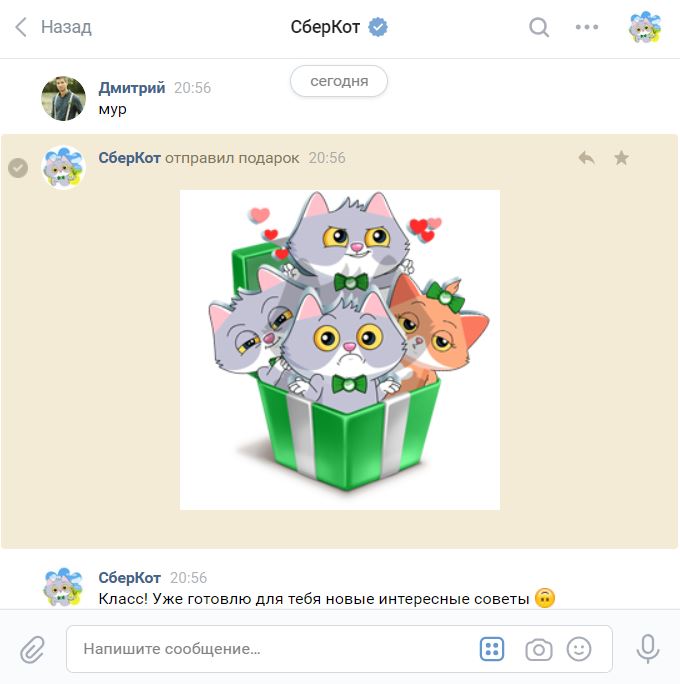 Назад
СберКот
сегодня
Дмитрий 20:56
мур
СберКот отправил подарок 20:56
СберКот 20:56
Класс! Уже готовлю для тебя новые интересные советы 🙃
Напишите сообщение...